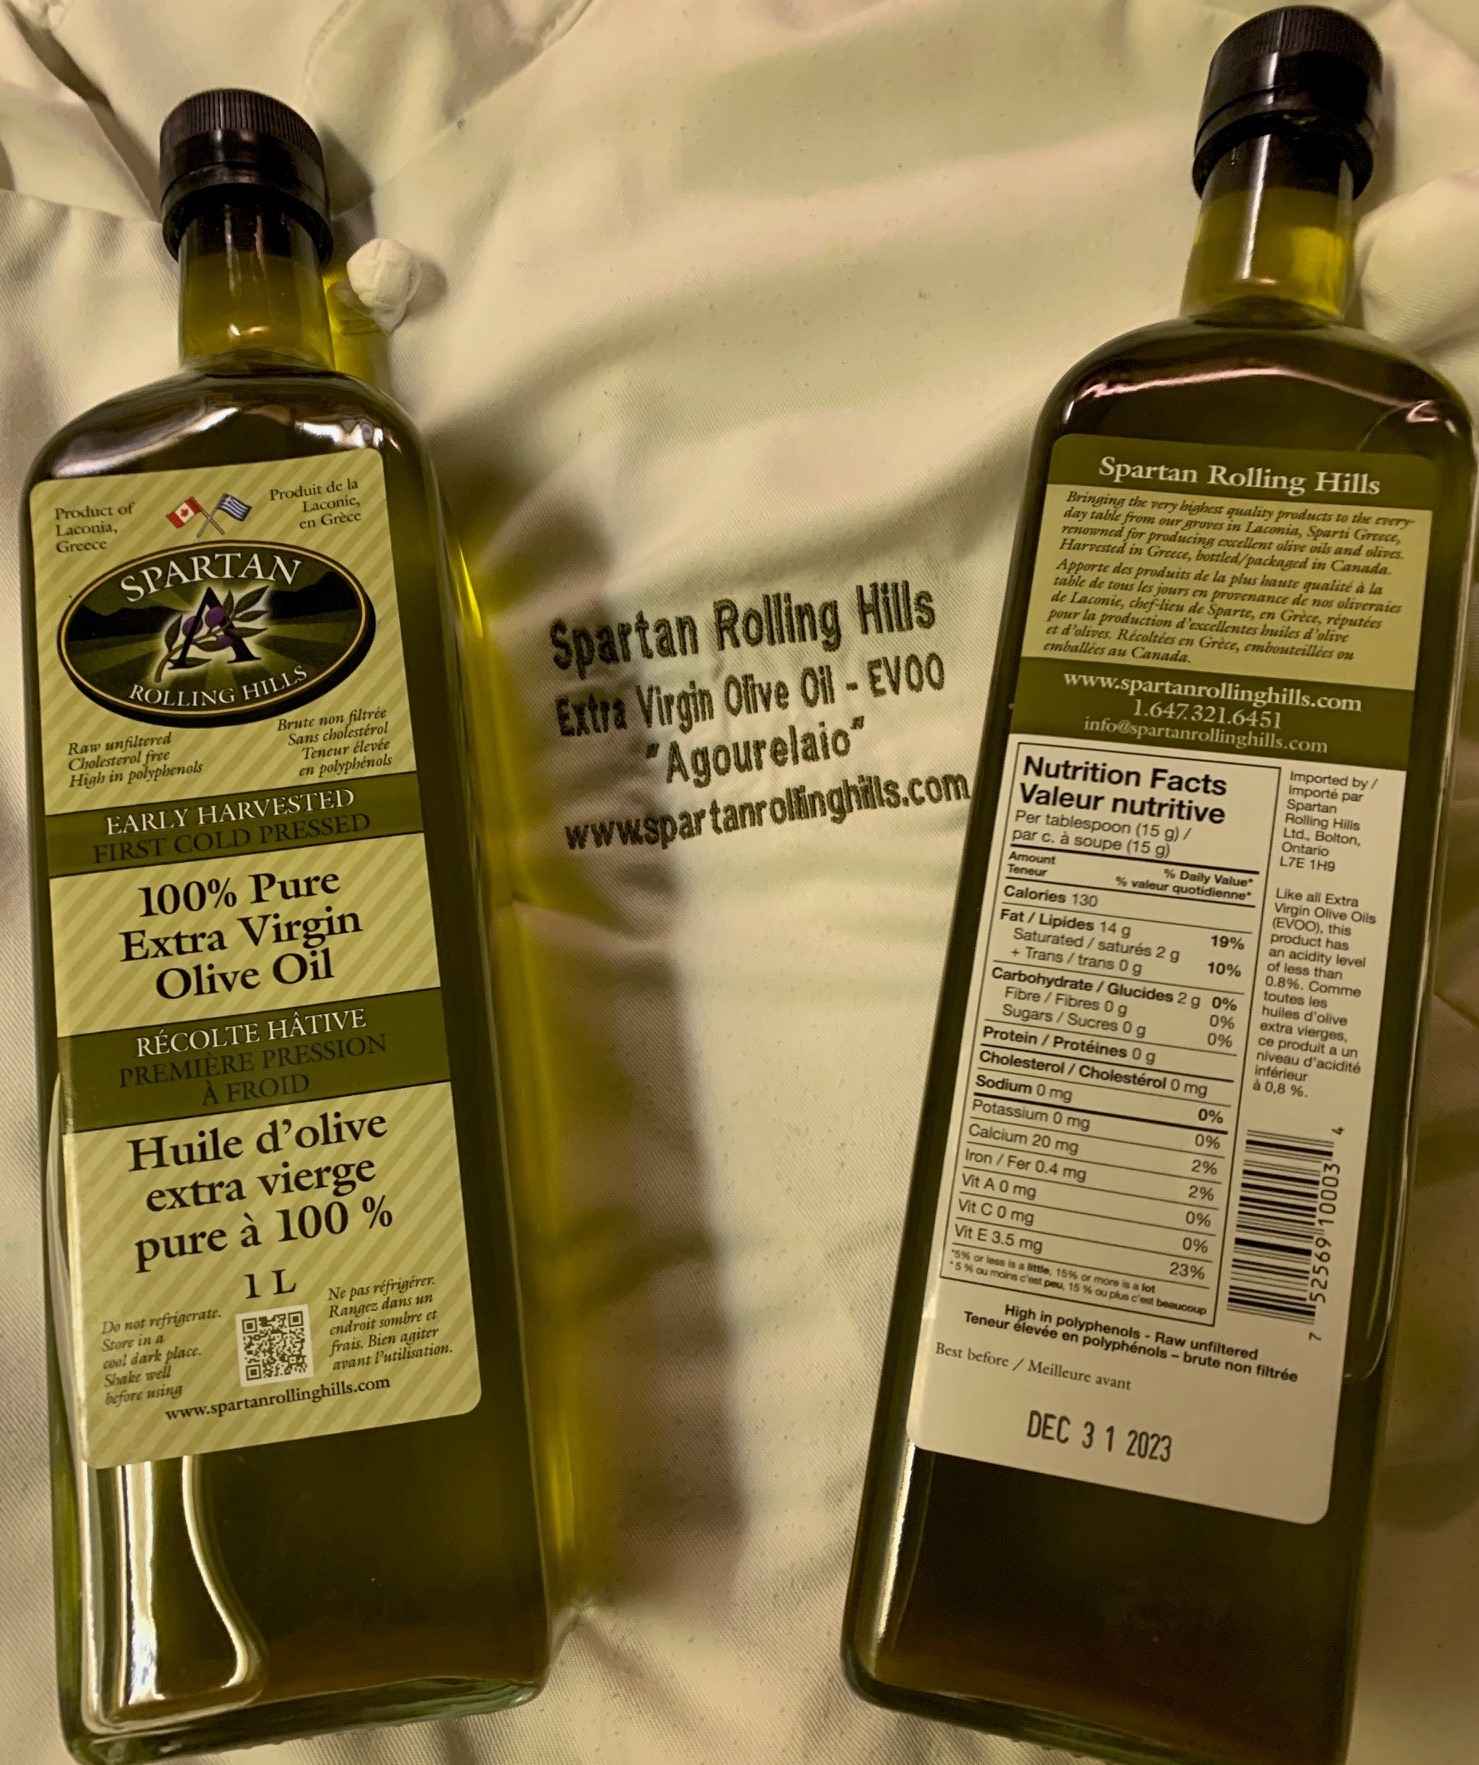 Product of
Laconia,
Greece
Produit de la
Laconie,
en Grèce
SPARTAN
ROLLING HILLS
Raw unfiltered
Cholesterol free
High in polyphenols
Brute non filtrée
Sans cholestérol
Teneur élevée
en polyphénols
EARLY HARVESTED
FIRST COLD PRESSED
100% Pure
Extra Virgin
Olive Oil
RÉCOLTE HÂTIVE
PREMIÈRE PRESSION
À FROID
Huile d'olive
extra vierge
pure à 100 %
1 L
Do not refrigerate.
Store in a
cool dark place.
Shake well
before using
Ne pas réfrigérer.
Rangez dans un
endroit sombre et
frais. Bien agiter
avant l'utilisation.
www.spartanrollinghills.com
Spartan Rolling Hills
Extra Virgin Olive Oil - EVOO
"Agourelaio"
www.spartanrollinghills.com
Spartan Rolling Hills
Bringing the very highest quality products to the every-
day table from our groves in Laconia, Sparti Greece,
renowned for producing excellent olive oils and olives.
Harvested in Greece, bottled/packaged in Canada.
Apporte des produits de la plus haute qualité à la
table de tous les jours en provenance de nos oliveraies
de Laconie, chef-lieu de Sparte, en Grèce, réputées
pour la production d'excellentes huiles d'olive
et d'olives. Récoltées en Grèce, embouteillées ou
emballées au Canada.
www.spartanrollinghills.com
1.647.321.6451
info@spartanrollinghills.com
Nutrition Facts
Valeur nutritive
Per tablespoon (15 g) /
par c. à soupe (15 g)
Amount % Daily Value*
Teneur % valeur quotidienne*
Calories 130
Fat / Lipides 14 g 19%
Saturated / saturés 2 g
+ Trans / trans 0 g 10%
Carbohydrate / Glucides 2 g 0%
Fibre / Fibres 0 g 0%
Sugars / Sucres 0 g 0%
Protein / Protéines 0 g
Cholesterol / Cholestérol 0 mg 0%
Sodium 0 mg 0%
Potassium 0 mg 2%
Calcium 20 mg 2%
Iron / Fer 0.4 mg 0%
Vit A 0 mg 0%
Vit C 0 mg 23%
Vit E 3.5 mg
*5% or less is a little, 15% or more is a lot
*5 % ou moins c'est peu, 15 % ou plus c'est beaucoup
Imported by /
Importé par
Spartan
Rolling Hills
Ltd., Bolton,
Ontario
L7E 1H9
Like all Extra
Virgin Olive Oils
(EVOO), this
product has
an acidity level
of less than
0.8%. Comme
toutes les
huiles d'olive
extra vierges,
ce produit a un
niveau d'acidité
inférieur
à 0,8 %.
7 52569 10003 4
High in polyphenols - Raw unfiltered
Teneur élevée en polyphénols – brute non filtrée
Best before / Meilleure avant
DEC 31 2023